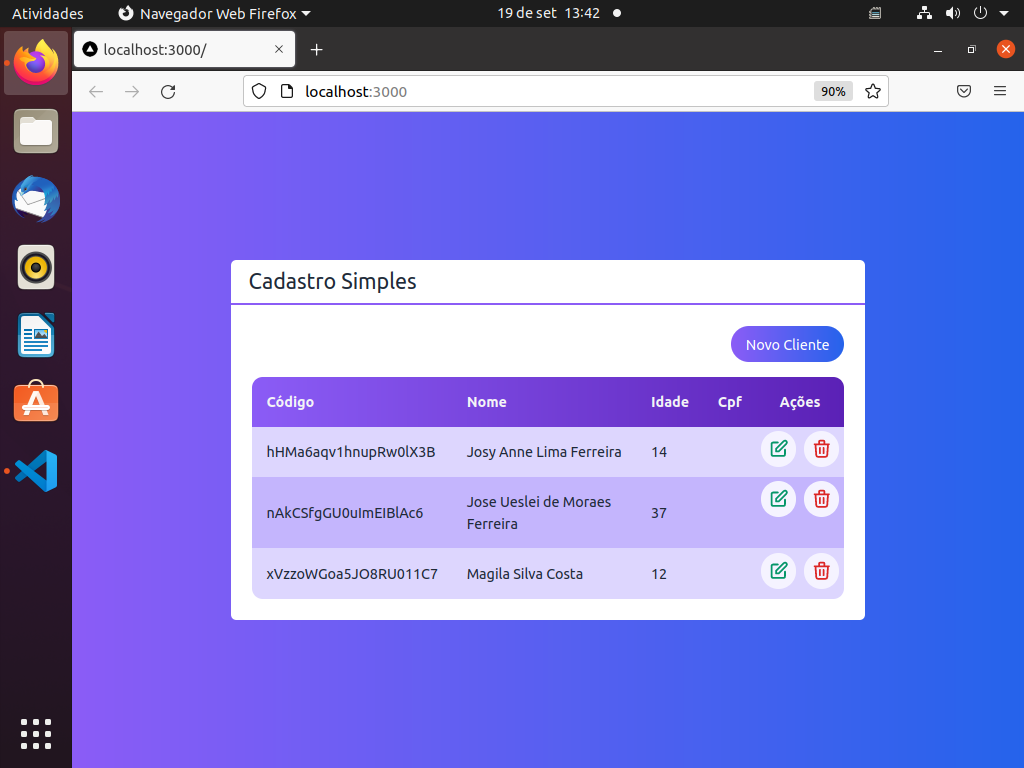 Atividades Navegador Web Firefox 19 de set 13:42
localhost:3000/
localhost:3000 90%
Cadastro Simples
Novo Cliente
Código Nome Idade Cpf Ações
hHMa6aqv1hnupRw0lX3B Josy Anne Lima Ferreira 14
nAkCSfgGU0uImEIBlAc6 Jose Ueslei de Moraes Ferreira 37
xVzzoWGoa5JO8RU011C7 Magila Silva Costa 12